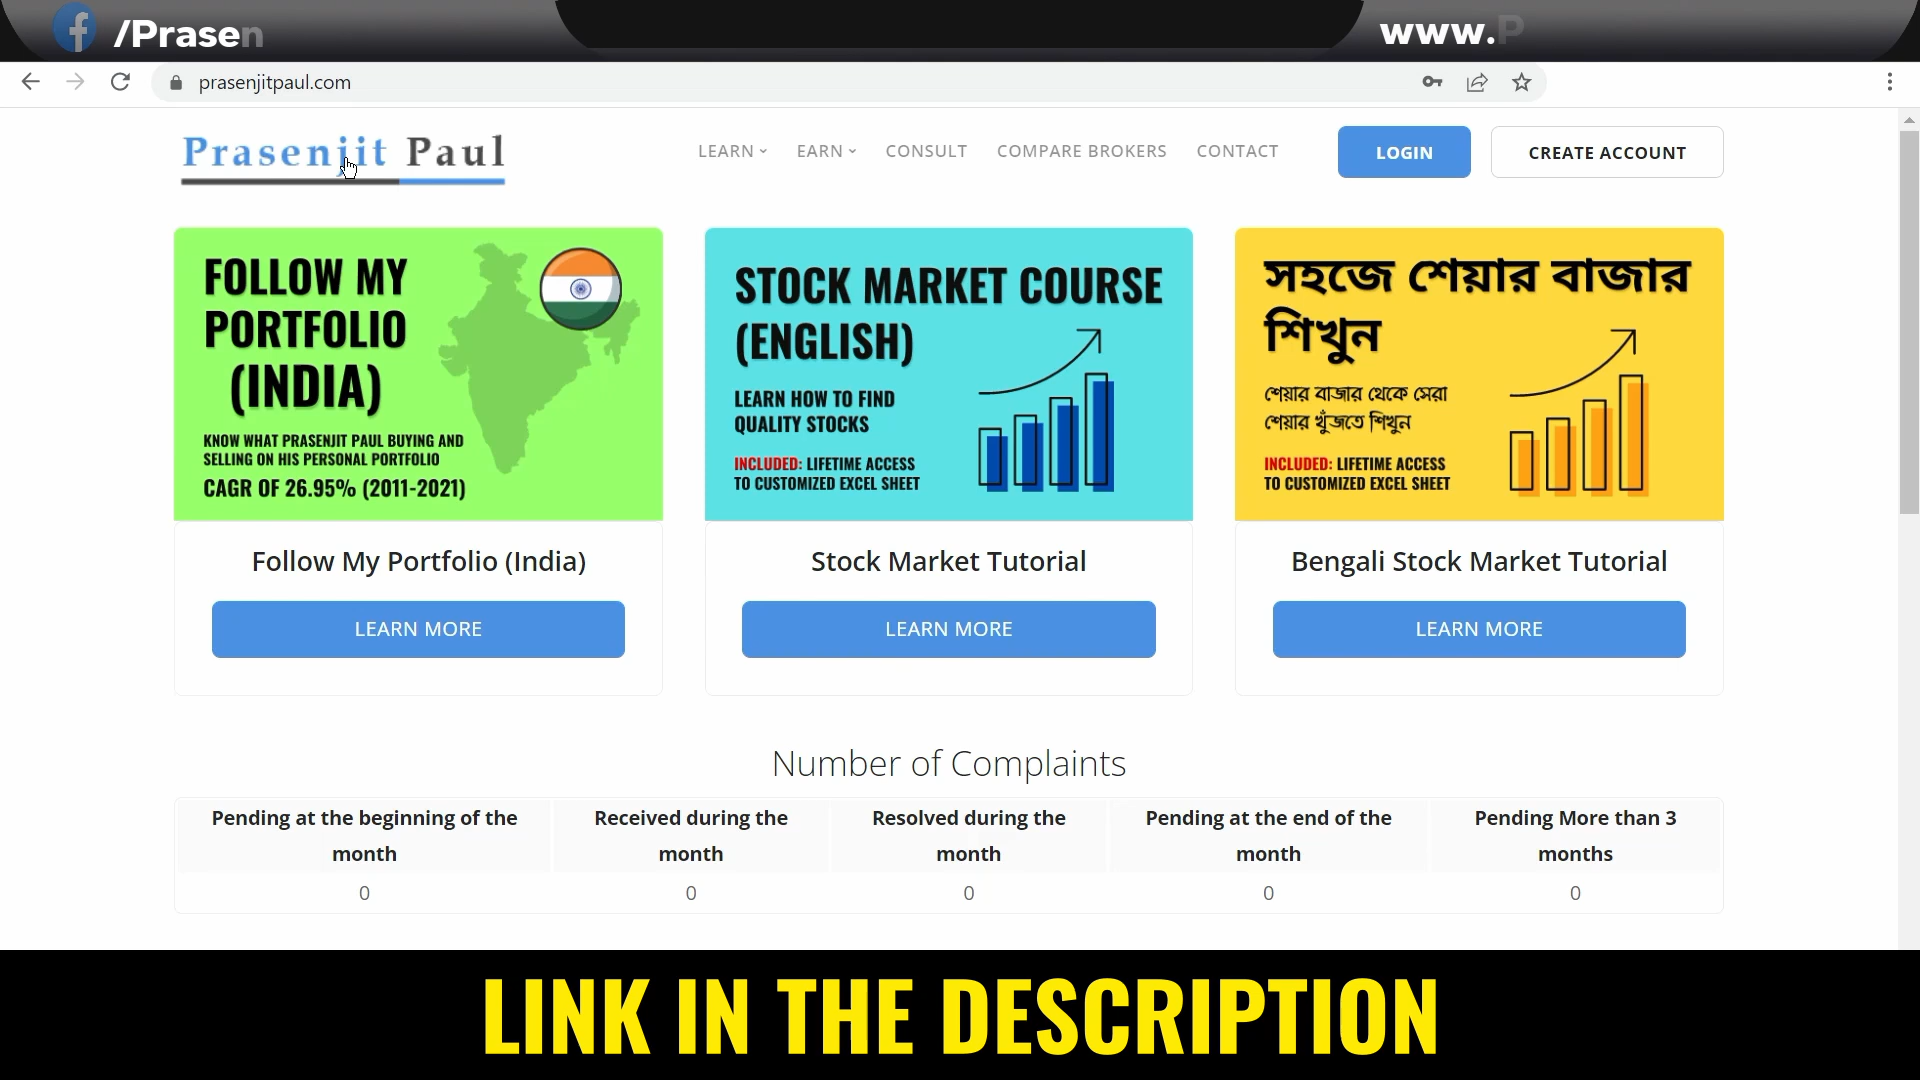 /Prasen
www.P
prasenjitpaul.com
Prasenjit Paul
LEARN
EARN
CONSULT
COMPARE BROKERS
CONTACT
LOGIN
CREATE ACCOUNT
FOLLOW MY
PORTFOLIO
(INDIA)
KNOW WHAT PRASENJIT PAUL BUYING AND
SELLING ON HIS PERSONAL PORTFOLIO
CAGR OF 26.95% (2011-2021)
Follow My Portfolio (India)
LEARN MORE
STOCK MARKET COURSE
(ENGLISH)
LEARN HOW TO FIND
QUALITY STOCKS
INCLUDED: LIFETIME ACCESS
TO CUSTOMIZED EXCEL SHEET
Stock Market Tutorial
LEARN MORE
সহজে শেয়ার বাজার
শিখুন
শেয়ার বাজার থেকে সেরা
শেয়ার খুঁজতে শিখুন
INCLUDED: LIFETIME ACCESS
TO CUSTOMIZED EXCEL SHEET
Bengali Stock Market Tutorial
LEARN MORE
Number of Complaints
Pending at the beginning of the
month
Received during the
month
Resolved during the
month
Pending at the end of the
month
Pending More than 3
months
0
0
0
0
0
LINK IN THE DESCRIPTION